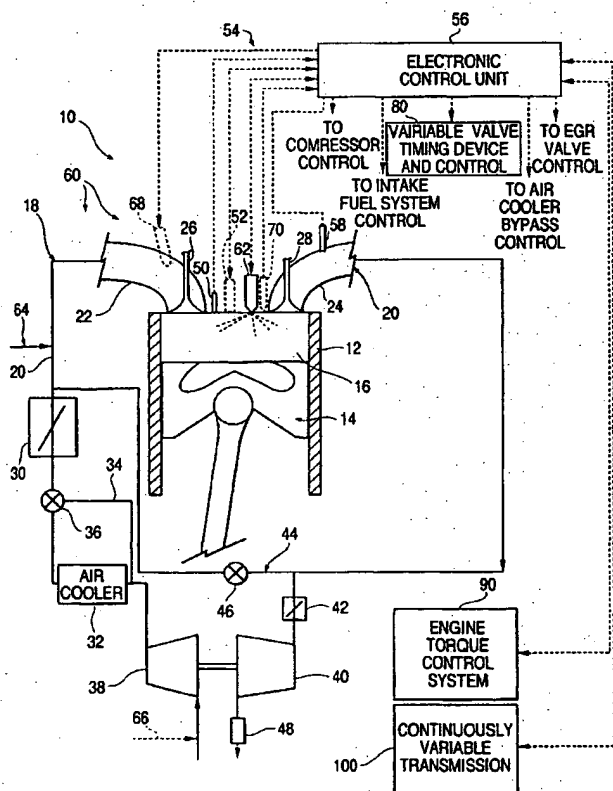 54
56
ELECTRONIC
CONTROL UNIT
10
60
68
18
26
50
52
62
70
28
58
TO
COMRESSOR
CONTROL
80
VAIRIABLE VALVE
TIMING DEVICE
AND CONTROL
TO INTAKE
FUEL SYSTEM
CONTROL
TO EGR
VALVE
CONTROL
TO AIR
COOLER
BYPASS
CONTROL
22
24
20
64
20
12
16
14
30
34
36
AIR
COOLER
32
44
46
42
38
40
66
48
90
ENGINE
TORQUE
CONTROL
SYSTEM
100
CONTINUOUSLY
VARIABLE
TRANSMISSION